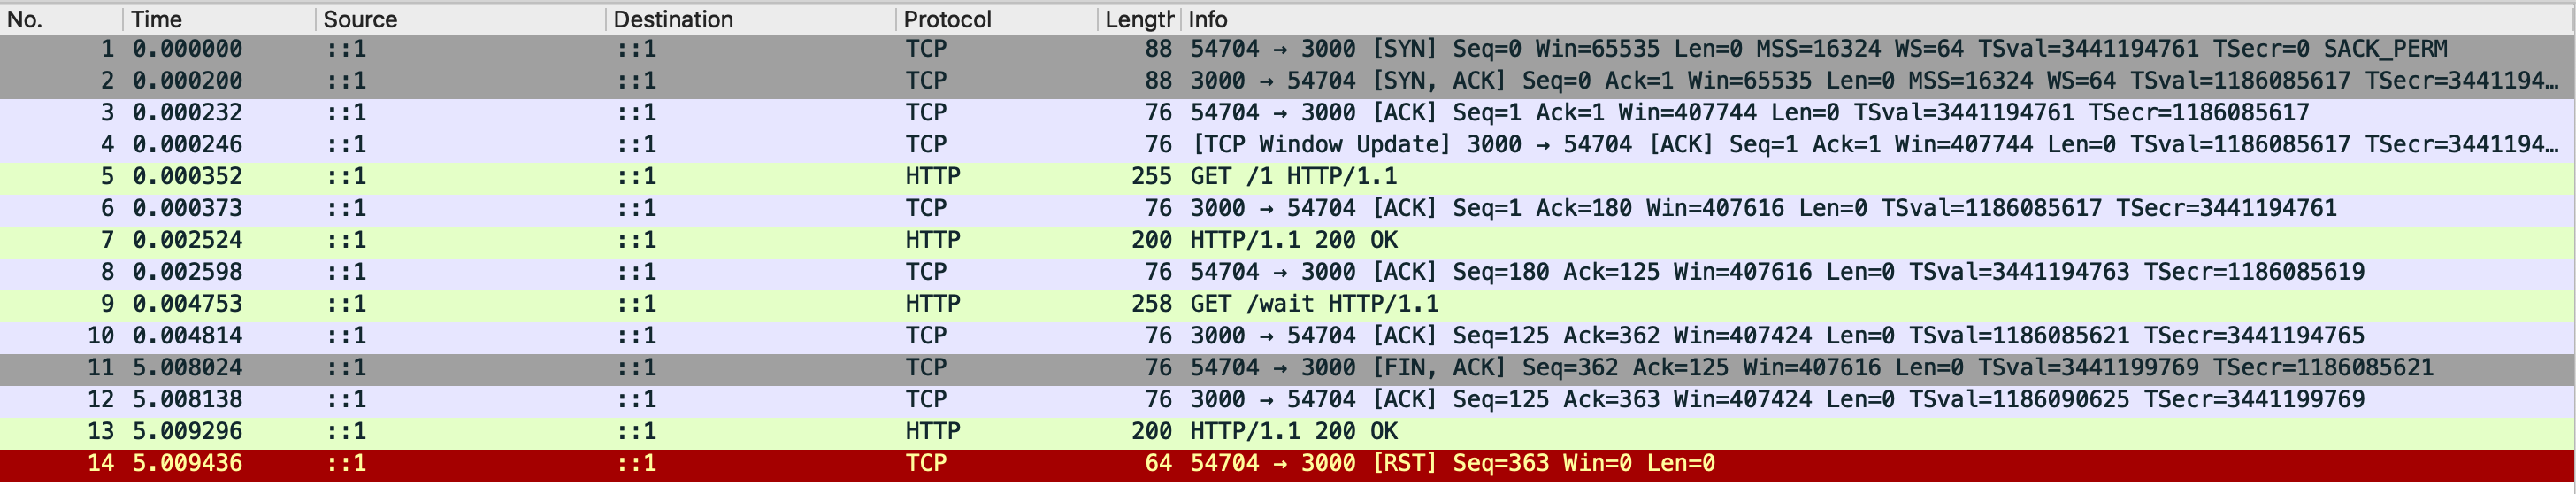 No. Time Source Destination Protocol Length Info
1 0.000000 ::1 ::1 TCP 88 54704 → 3000 [SYN] Seq=0 Win=65535 Len=0 MSS=16324 WS=64 TSval=3441194761 TSecr=0 SACK_PERM
2 0.000200 ::1 ::1 TCP 88 3000 → 54704 [SYN, ACK] Seq=0 Ack=1 Win=65535 Len=0 MSS=16324 WS=64 TSval=1186085617 TSecr=3441194…
3 0.000232 ::1 ::1 TCP 76 54704 → 3000 [ACK] Seq=1 Ack=1 Win=407744 Len=0 TSval=3441194761 TSecr=1186085617
4 0.000246 ::1 ::1 TCP 76 [TCP Window Update] 3000 → 54704 [ACK] Seq=1 Ack=1 Win=407744 Len=0 TSval=1186085617 TSecr=3441194…
5 0.000352 ::1 ::1 HTTP 255 GET /1 HTTP/1.1
6 0.000373 ::1 ::1 TCP 76 3000 → 54704 [ACK] Seq=1 Ack=180 Win=407616 Len=0 TSval=1186085617 TSecr=3441194761
7 0.002524 ::1 ::1 HTTP 200 HTTP/1.1 200 OK
8 0.002598 ::1 ::1 TCP 76 54704 → 3000 [ACK] Seq=180 Ack=125 Win=407616 Len=0 TSval=3441194763 TSecr=1186085619
9 0.004753 ::1 ::1 HTTP 258 GET /wait HTTP/1.1
10 0.004814 ::1 ::1 TCP 76 3000 → 54704 [ACK] Seq=125 Ack=362 Win=407424 Len=0 TSval=1186085621 TSecr=3441194765
11 5.008024 ::1 ::1 TCP 76 54704 → 3000 [FIN, ACK] Seq=362 Ack=125 Win=407616 Len=0 TSval=3441199769 TSecr=1186085621
12 5.008138 ::1 ::1 TCP 76 3000 → 54704 [ACK] Seq=125 Ack=363 Win=407424 Len=0 TSval=1186090625 TSecr=3441199769
13 5.009296 ::1 ::1 HTTP 200 HTTP/1.1 200 OK
14 5.009436 ::1 ::1 TCP 64 54704 → 3000 [RST] Seq=363 Win=0 Len=0